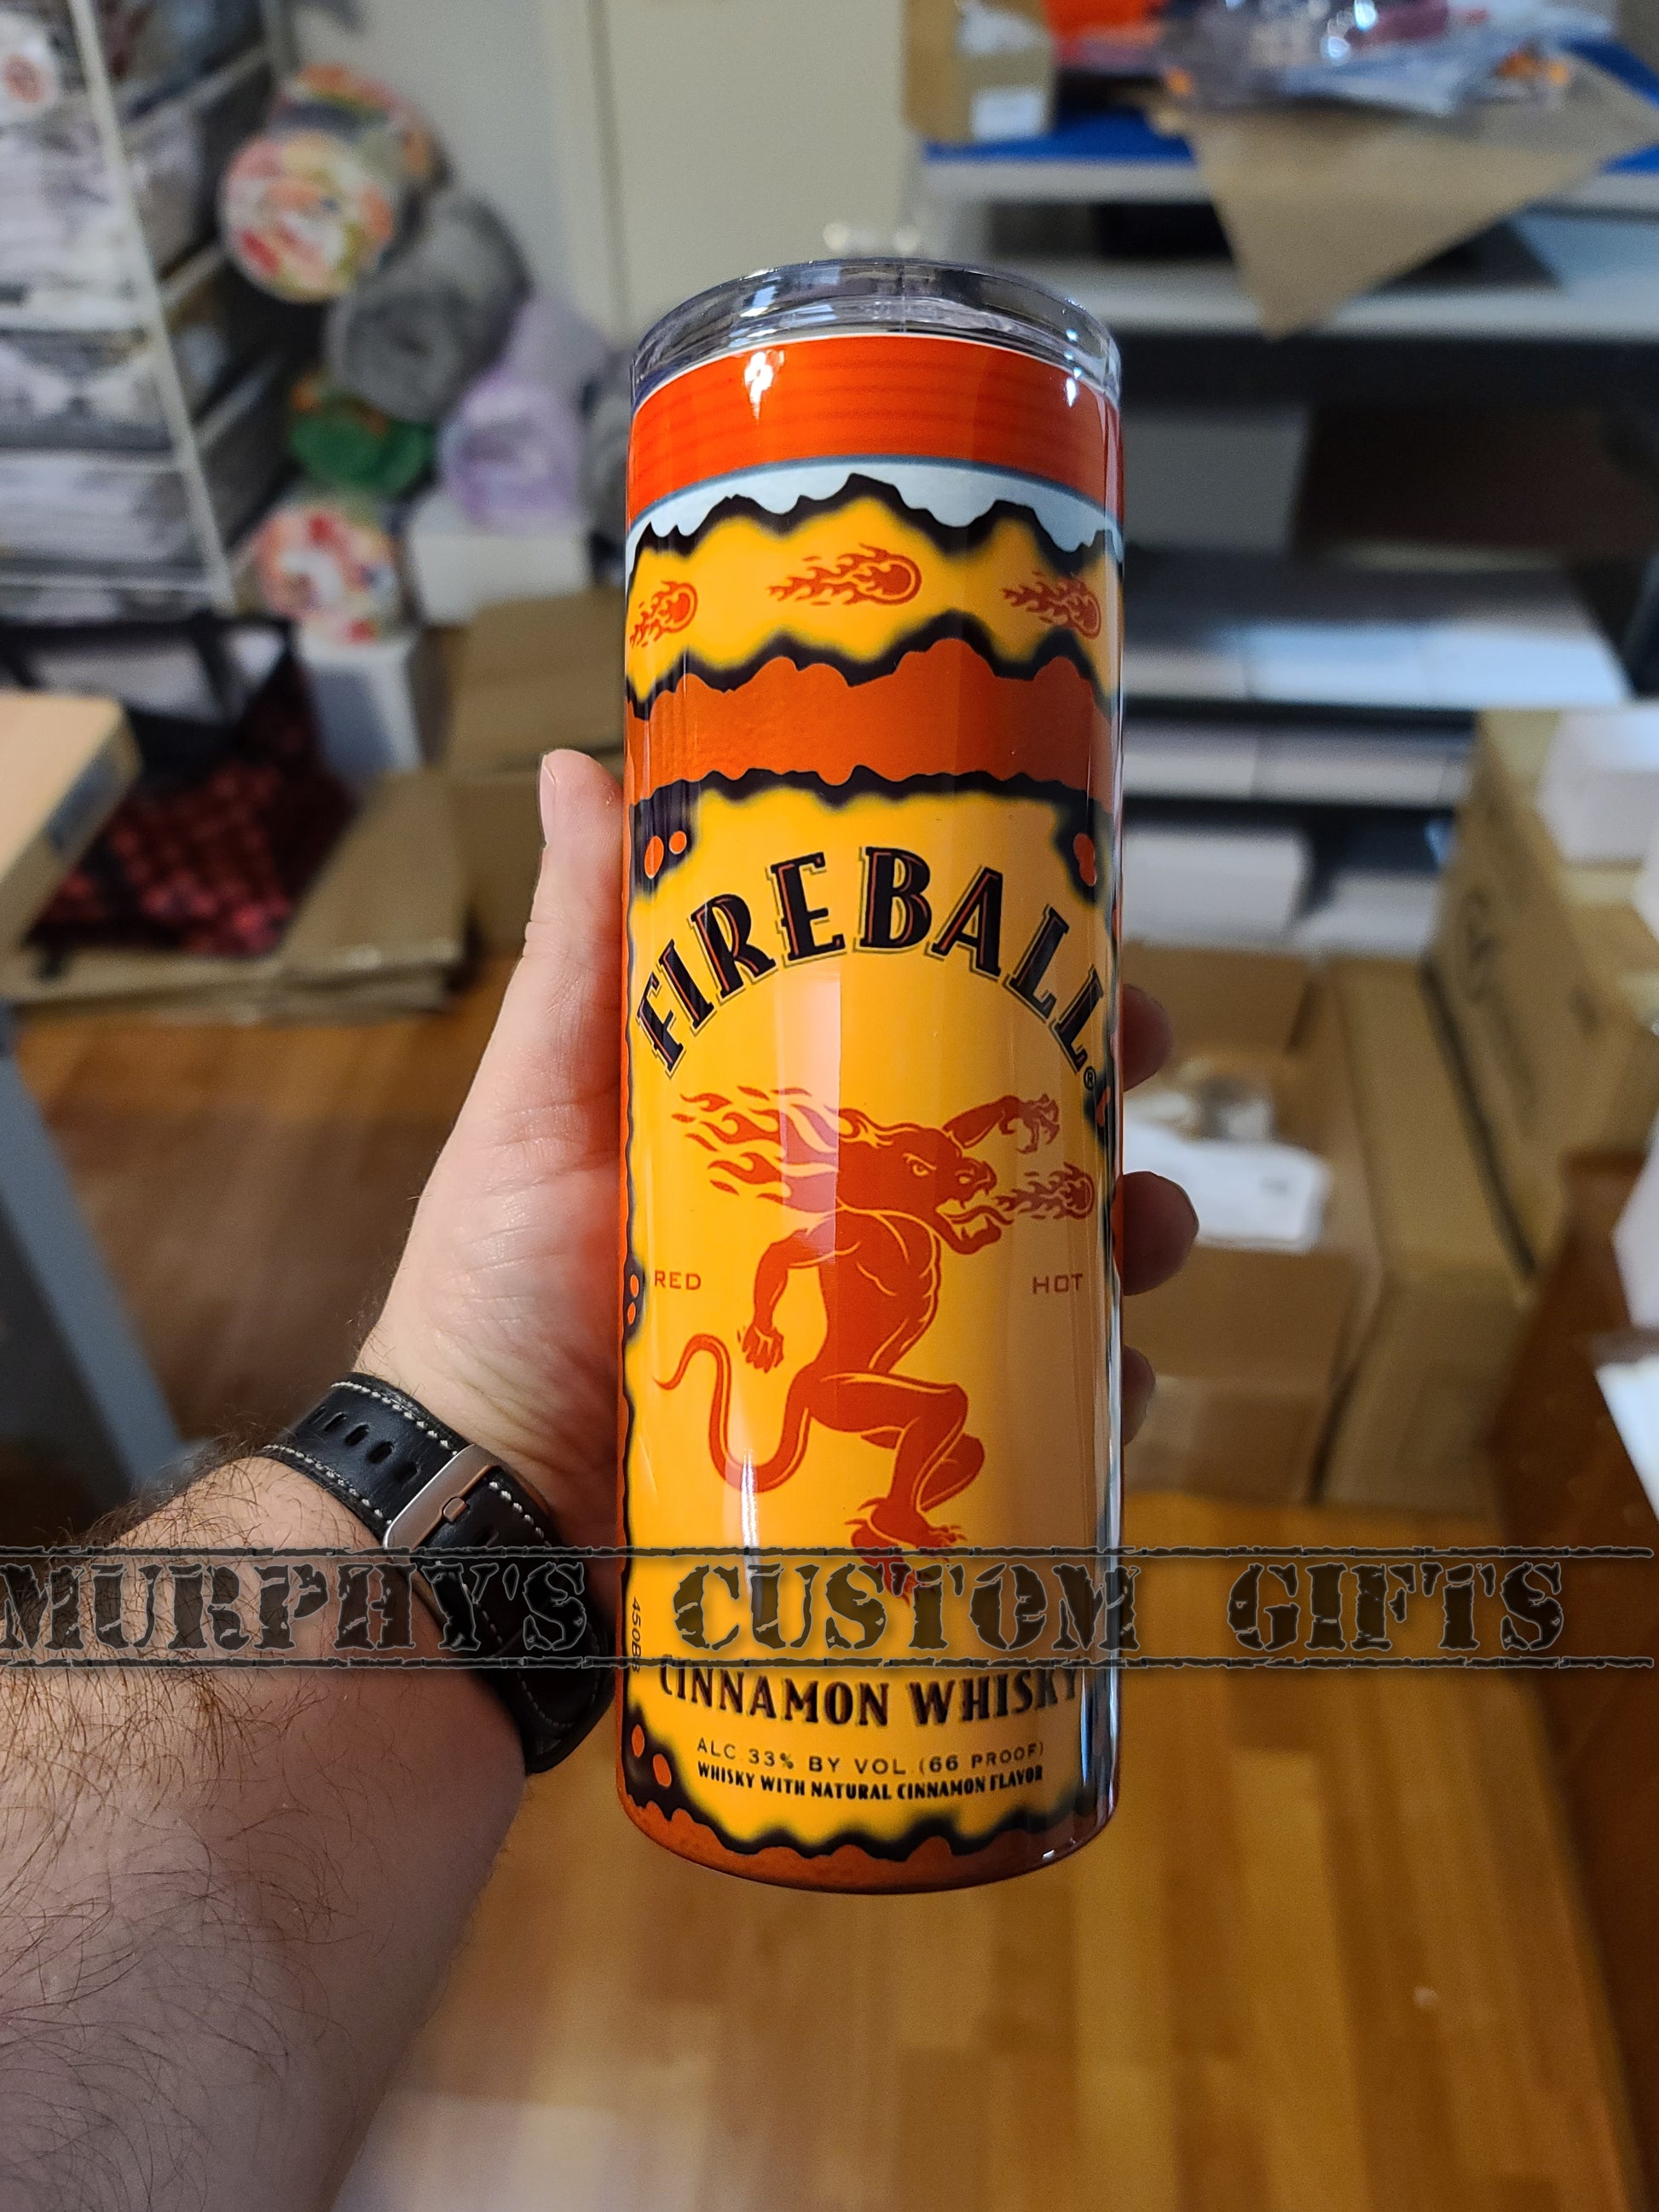 FIREBALL®
RED HOT
MURPHY'S CUSTOM GIFTS
CINNAMON WHISKY
ALC 33% BY VOL. (66 PROOF)
WHISKY WITH NATURAL CINNAMON FLAVOR